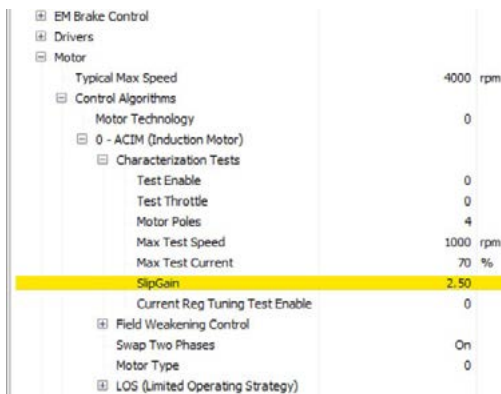 EM Brake Control
Drivers
Motor
Typical Max Speed 4000 rpm
Control Algorithms
Motor Technology 0
0 - ACIM (Induction Motor)
Characterization Tests
Test Enable 0
Test Throttle 0
Motor Poles 4
Max Test Speed 1000 rpm
Max Test Current 70 %
SlipGain 2.50
Current Reg Tuning Test Enable 0
Field Weakening Control
Swap Two Phases On
Motor Type 0
LOS (Limited Operating Strategy)